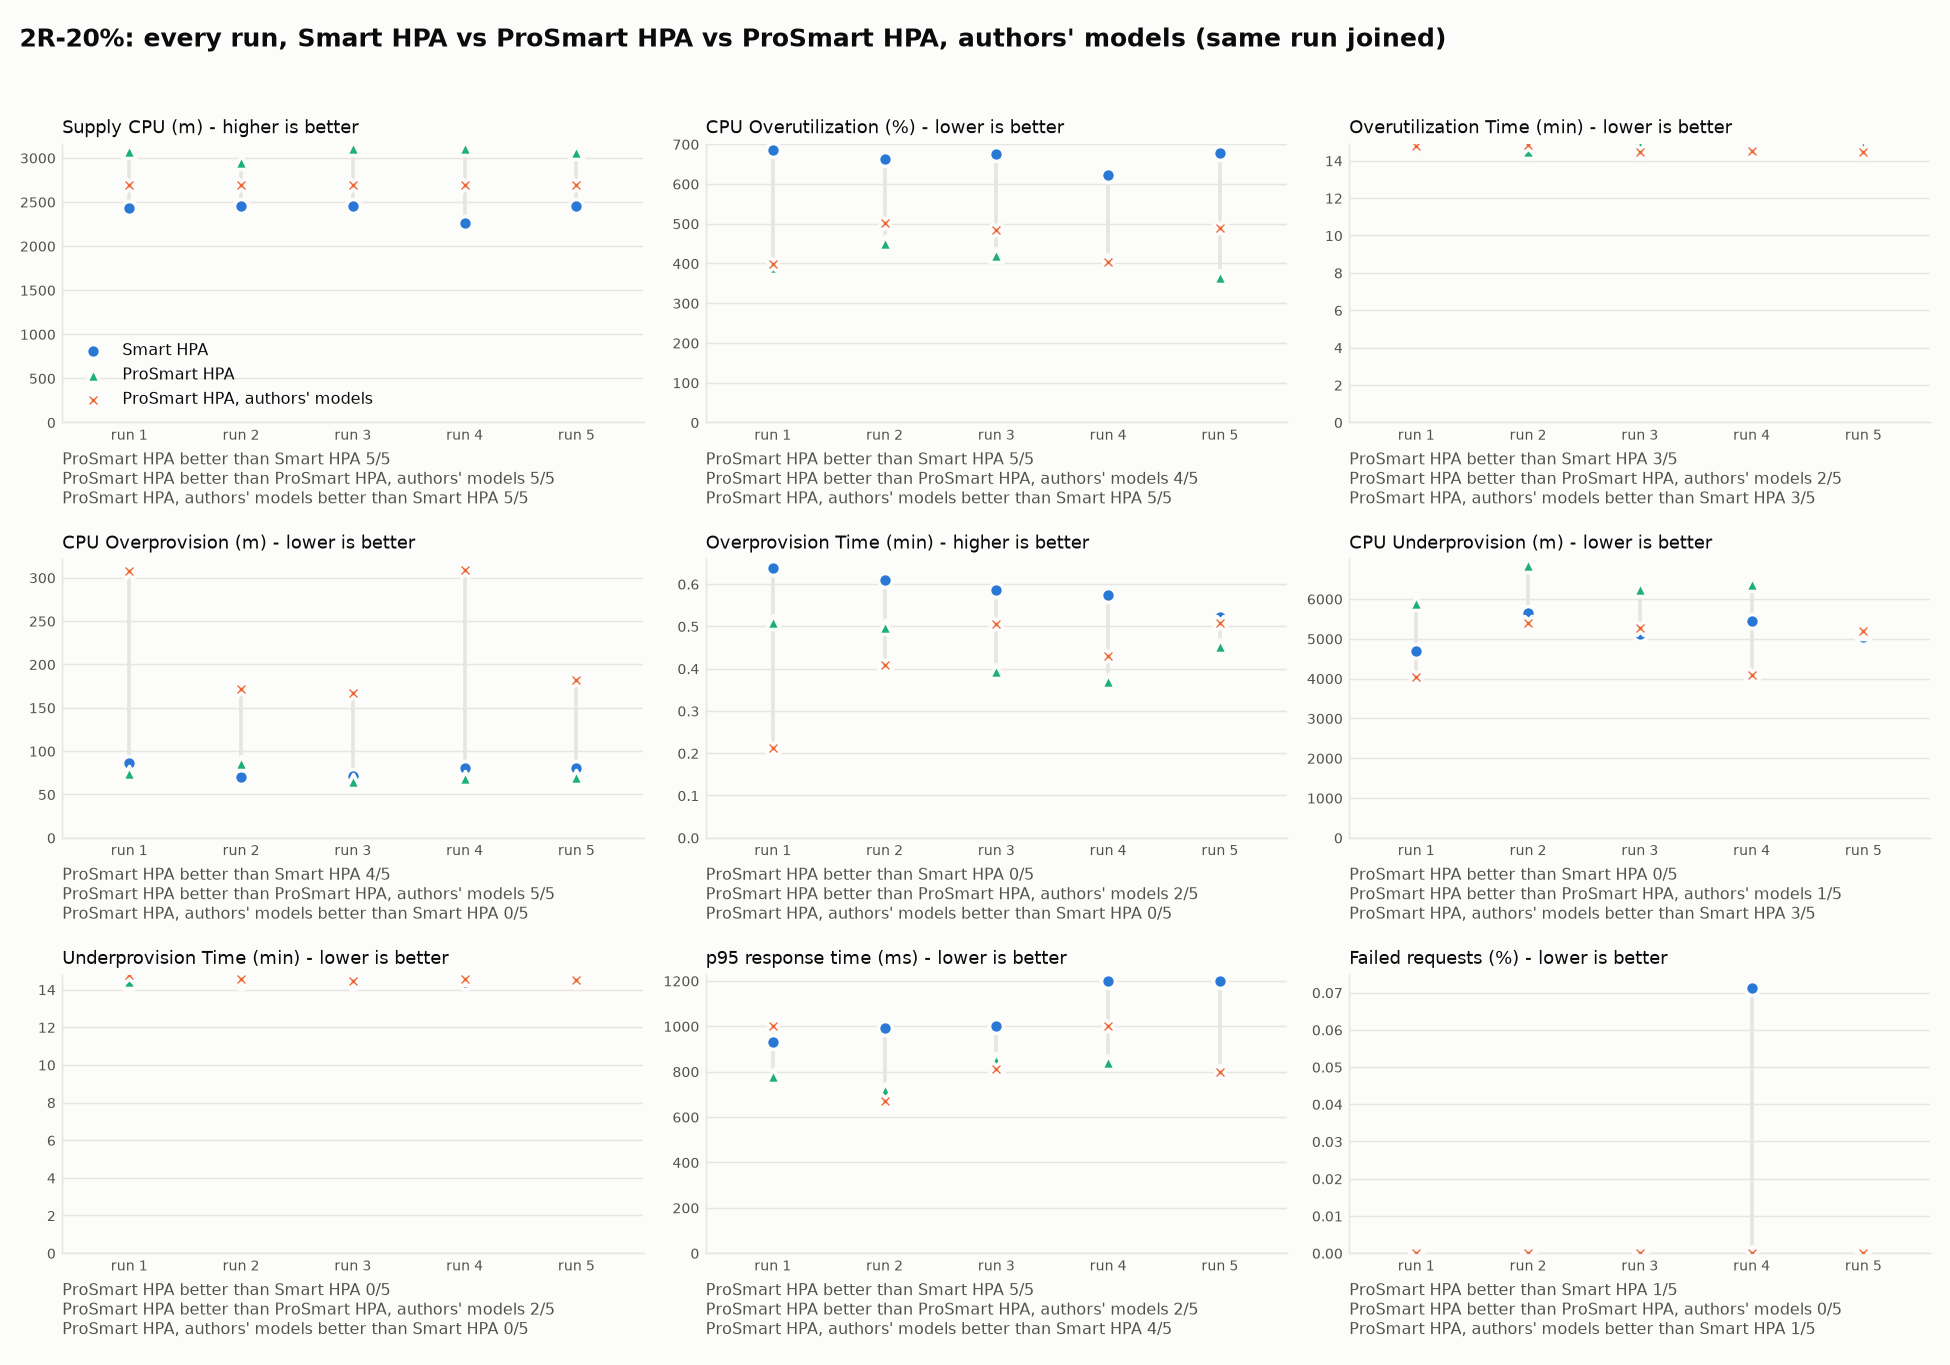 2R-20%: every run, Smart HPA vs ProSmart HPA vs ProSmart HPA, authors' models (same run joined)
Supply CPU (m) - higher is better
3000
2500
2000
1500
1000
500
0
Smart HPA
ProSmart HPA
ProSmart HPA, authors' models
run 1 run 2 run 3 run 4 run 5
ProSmart HPA better than Smart HPA 5/5
ProSmart HPA better than ProSmart HPA, authors' models 5/5
ProSmart HPA, authors' models better than Smart HPA 5/5
CPU Overutilization (%) - lower is better
700
600
500
400
300
200
100
0
run 1 run 2 run 3 run 4 run 5
ProSmart HPA better than Smart HPA 5/5
ProSmart HPA better than ProSmart HPA, authors' models 4/5
ProSmart HPA, authors' models better than Smart HPA 5/5
Overutilization Time (min) - lower is better
14
12
10
8
6
4
2
0
run 1 run 2 run 3 run 4 run 5
ProSmart HPA better than Smart HPA 3/5
ProSmart HPA better than ProSmart HPA, authors' models 2/5
ProSmart HPA, authors' models better than Smart HPA 3/5
CPU Overprovision (m) - lower is better
300
250
200
150
100
50
0
run 1 run 2 run 3 run 4 run 5
ProSmart HPA better than Smart HPA 4/5
ProSmart HPA better than ProSmart HPA, authors' models 5/5
ProSmart HPA, authors' models better than Smart HPA 0/5
Overprovision Time (min) - higher is better
0.6
0.5
0.4
0.3
0.2
0.1
0.0
run 1 run 2 run 3 run 4 run 5
ProSmart HPA better than Smart HPA 0/5
ProSmart HPA better than ProSmart HPA, authors' models 2/5
ProSmart HPA, authors' models better than Smart HPA 0/5
CPU Underprovision (m) - lower is better
6000
5000
4000
3000
2000
1000
0
run 1 run 2 run 3 run 4 run 5
ProSmart HPA better than Smart HPA 0/5
ProSmart HPA better than ProSmart HPA, authors' models 1/5
ProSmart HPA, authors' models better than Smart HPA 3/5
Underprovision Time (min) - lower is better
14
12
10
8
6
4
2
0
run 1 run 2 run 3 run 4 run 5
ProSmart HPA better than Smart HPA 0/5
ProSmart HPA better than ProSmart HPA, authors' models 2/5
ProSmart HPA, authors' models better than Smart HPA 0/5
p95 response time (ms) - lower is better
1200
1000
800
600
400
200
0
run 1 run 2 run 3 run 4 run 5
ProSmart HPA better than Smart HPA 5/5
ProSmart HPA better than ProSmart HPA, authors' models 2/5
ProSmart HPA, authors' models better than Smart HPA 4/5
Failed requests (%) - lower is better
0.07
0.06
0.05
0.04
0.03
0.02
0.01
0.00
run 1 run 2 run 3 run 4 run 5
ProSmart HPA better than Smart HPA 1/5
ProSmart HPA better than ProSmart HPA, authors' models 0/5
ProSmart HPA, authors' models better than Smart HPA 1/5